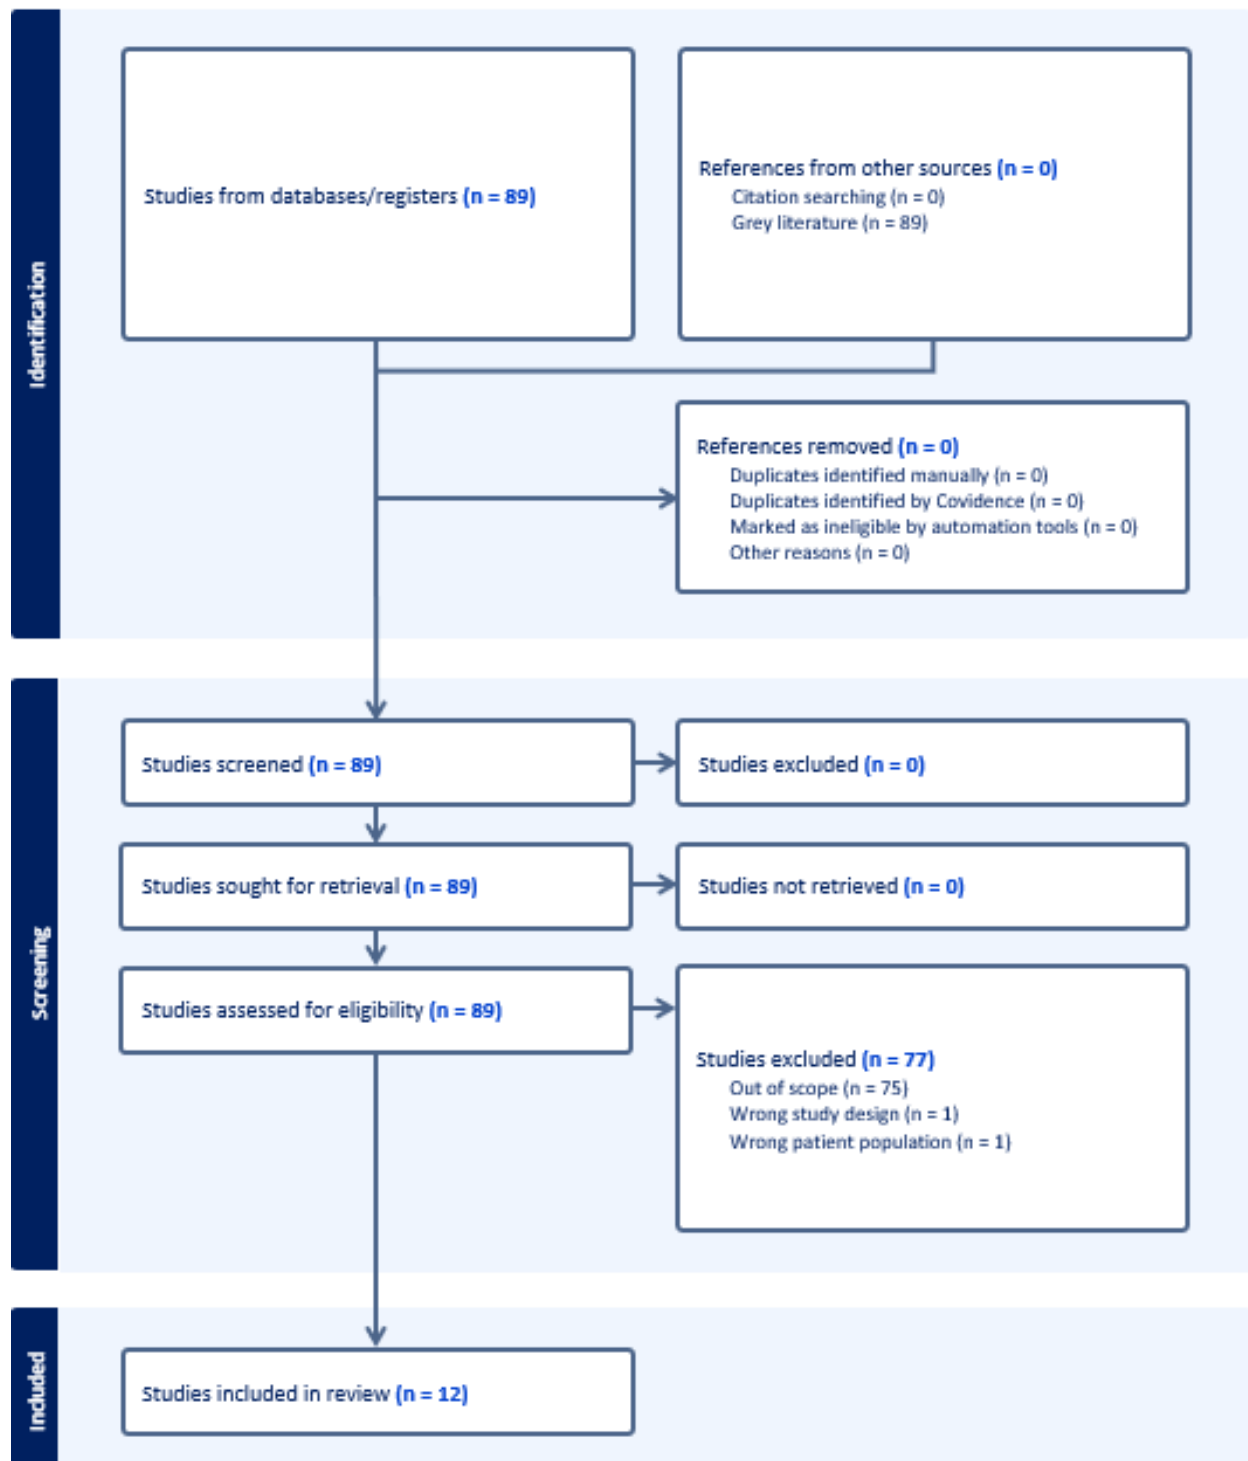 Identification
Studies from databases/registers (n = 89)
References from other sources (n = 0)
Citation searching (n = 0)
Grey literature (n = 89)
References removed (n = 0)
Duplicates identified manually (n = 0)
Duplicates identified by Covidence (n = 0)
Marked as ineligible by automation tools (n = 0)
Other reasons (n = 0)
Screening
Studies screened (n = 89)
Studies excluded (n = 0)
Studies sought for retrieval (n = 89)
Studies not retrieved (n = 0)
Studies assessed for eligibility (n = 89)
Studies excluded (n = 77)
Out of scope (n = 75)
Wrong study design (n = 1)
Wrong patient population (n = 1)
Included
Studies included in review (n = 12)